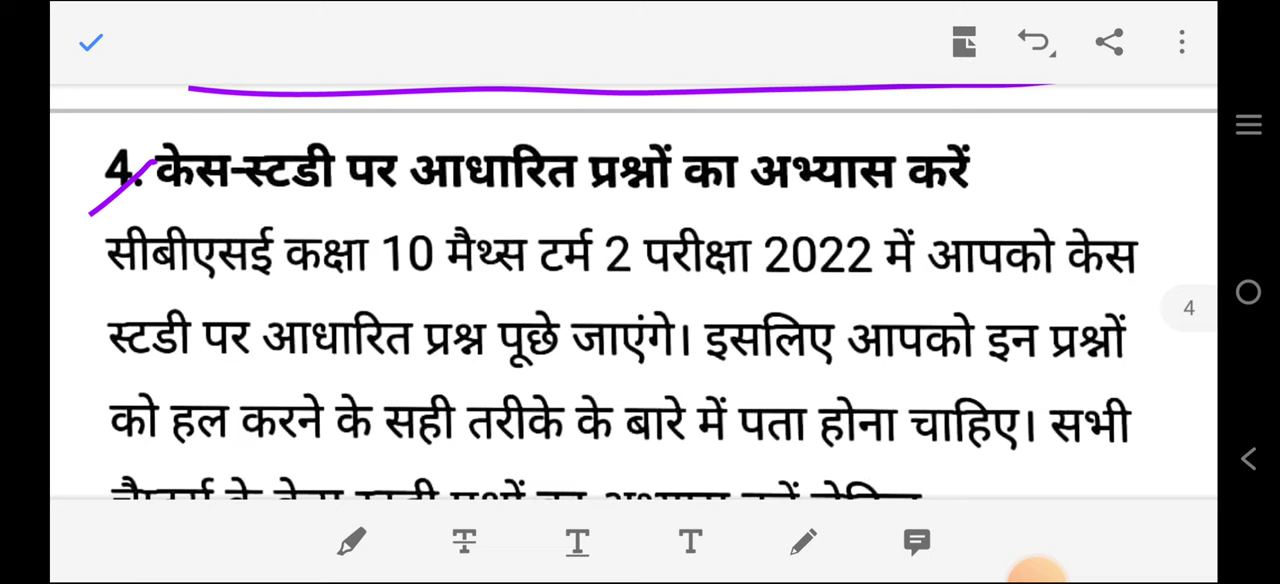 4. केस-स्टडी पर आधारित प्रश्नों का अभ्यास करें
सीबीएसई कक्षा 10 मैथ्स टर्म 2 परीक्षा 2022 में आपको केस
स्टडी पर आधारित प्रश्न पूछे जाएंगे। इसलिए आपको इन प्रश्नों
4
को हल करने के सही तरीके के बारे में पता होना चाहिए। सभी